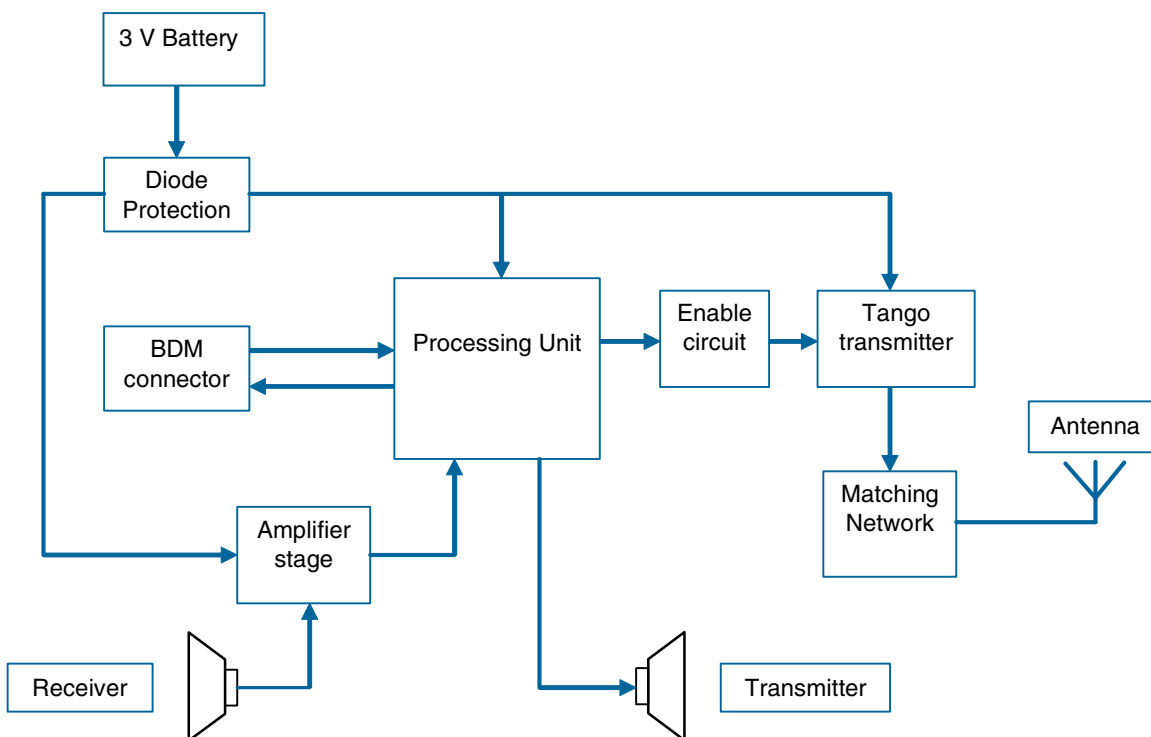 3 V Battery
Diode
Protection
BDM
connector
Processing Unit
Enable
circuit
Tango
transmitter
Antenna
Matching
Network
Amplifier
stage
Receiver
Transmitter